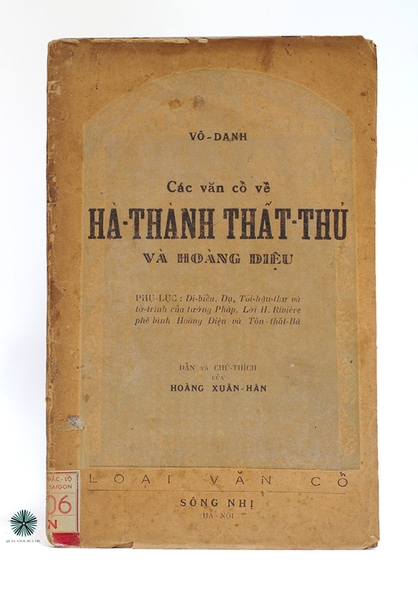 VÔ-DANH
Các văn cổ về
HÀ-THÀNH THẤT-THỦ
VÀ HOÀNG DIỆU
PHỤ-LỤC : Di-biểu, Dụ, Tối-hậu-thư và
tờ-trình của tướng Pháp, Lời H. Rivière
phê bình Hoàng Diệu và Tôn-thất-Bá
DẪN và CHÚ-THÍCH
CỦA
HOÀNG XUÂN-HÃN
LOẠI VĂN CỔ
SÔNG NHỊ
HÀ-NỘI
BÁC-CỔ
SAIGON
06
N